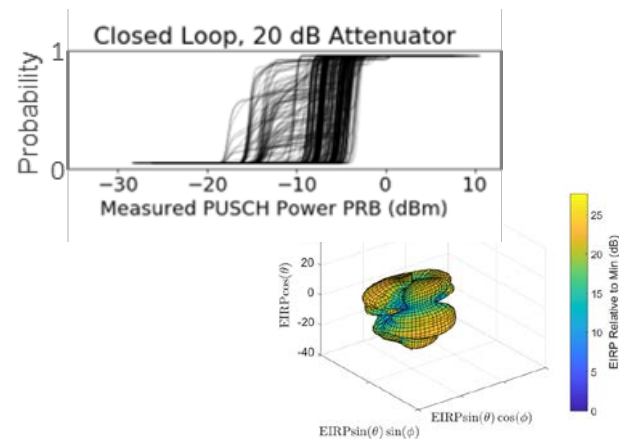 Closed Loop, 20 dB Attenuator
1
Probability
0
−30 −20 −10 0 10
Measured PUSCH Power PRB (dBm)
20
0
-20
-40
EIRPcos(θ)
EIRPsin(θ) sin(ϕ)
EIRPsin(θ) cos(ϕ)
25
20
15
10
5
0
EIRP Relative to Min (dB)